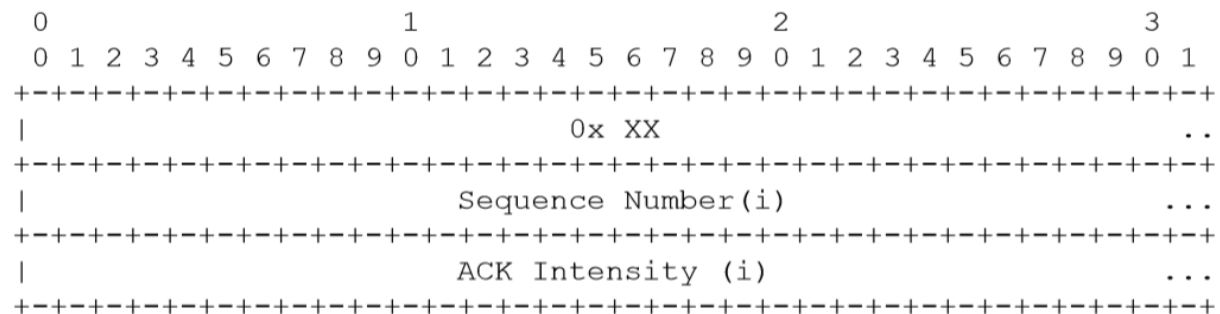 0                   1                   2                   3
0 1 2 3 4 5 6 7 8 9 0 1 2 3 4 5 6 7 8 9 0 1 2 3 4 5 6 7 8 9 0 1
+-+-+-+-+-+-+-+-+-+-+-+-+-+-+-+-+-+-+-+-+-+-+-+-+-+-+-+-+-+-+-+-+
|                             0x XX                            ..
+-+-+-+-+-+-+-+-+-+-+-+-+-+-+-+-+-+-+-+-+-+-+-+-+-+-+-+-+-+-+-+-+
|                       Sequence Number(i)                    ...
+-+-+-+-+-+-+-+-+-+-+-+-+-+-+-+-+-+-+-+-+-+-+-+-+-+-+-+-+-+-+-+-+
|                       ACK Intensity (i)                     ...
+-+-+-+-+-+-+-+-+-+-+-+-+-+-+-+-+-+-+-+-+-+-+-+-+-+-+-+-+-+-+-+-+